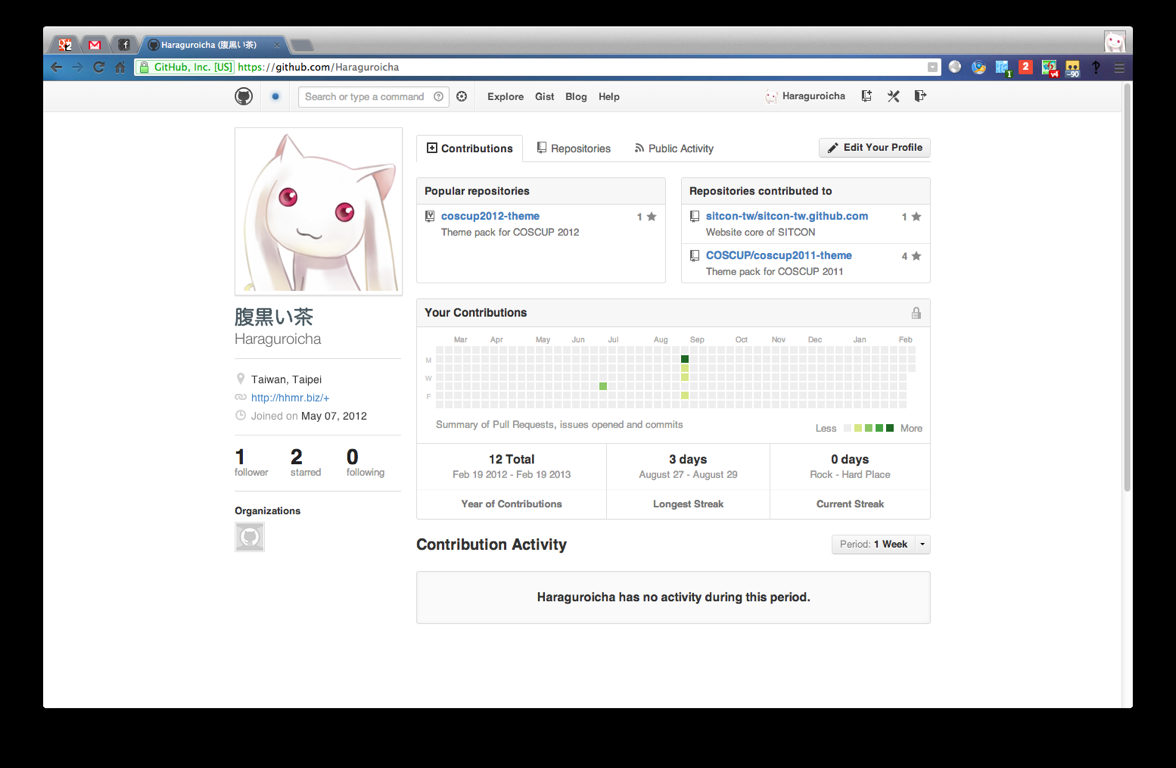 Haraguroicha (腹黒い茶)
GitHub, Inc. [US] https://github.com/Haraguroicha
1
2
-90
Search or type a command
Explore Gist Blog Help
Haraguroicha
Contributions
Repositories
Public Activity
Edit Your Profile
腹黒い茶
Haraguroicha
Taiwan, Taipei
http://hhmr.biz/+
Joined on May 07, 2012
1 follower
2 starred
0 following
Organizations
Popular repositories
coscup2012-theme 1
Theme pack for COSCUP 2012
Repositories contributed to
sitcon-tw/sitcon-tw.github.com 1
Website core of SITCON
COSCUP/coscup2011-theme 4
Theme pack for COSCUP 2011
Your Contributions
Mar Apr May Jun Jul Aug Sep Oct Nov Dec Jan Feb
M
W
F
Summary of Pull Requests, issues opened and commits
Less More
12 Total
Feb 19 2012 - Feb 19 2013
Year of Contributions
3 days
August 27 - August 29
Longest Streak
0 days
Rock - Hard Place
Current Streak
Contribution Activity
Period: 1 Week
Haraguroicha has no activity during this period.